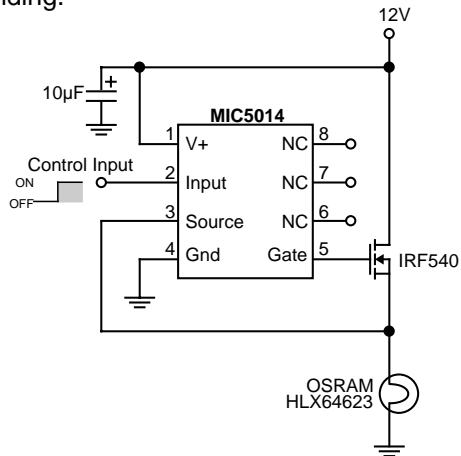 ding.
12V
10µF
+
MIC5014
1 V+ NC 8
Control Input
ON
OFF
2 Input NC 7
3 Source NC 6
4 Gnd Gate 5
IRF540
OSRAM
HLX64623